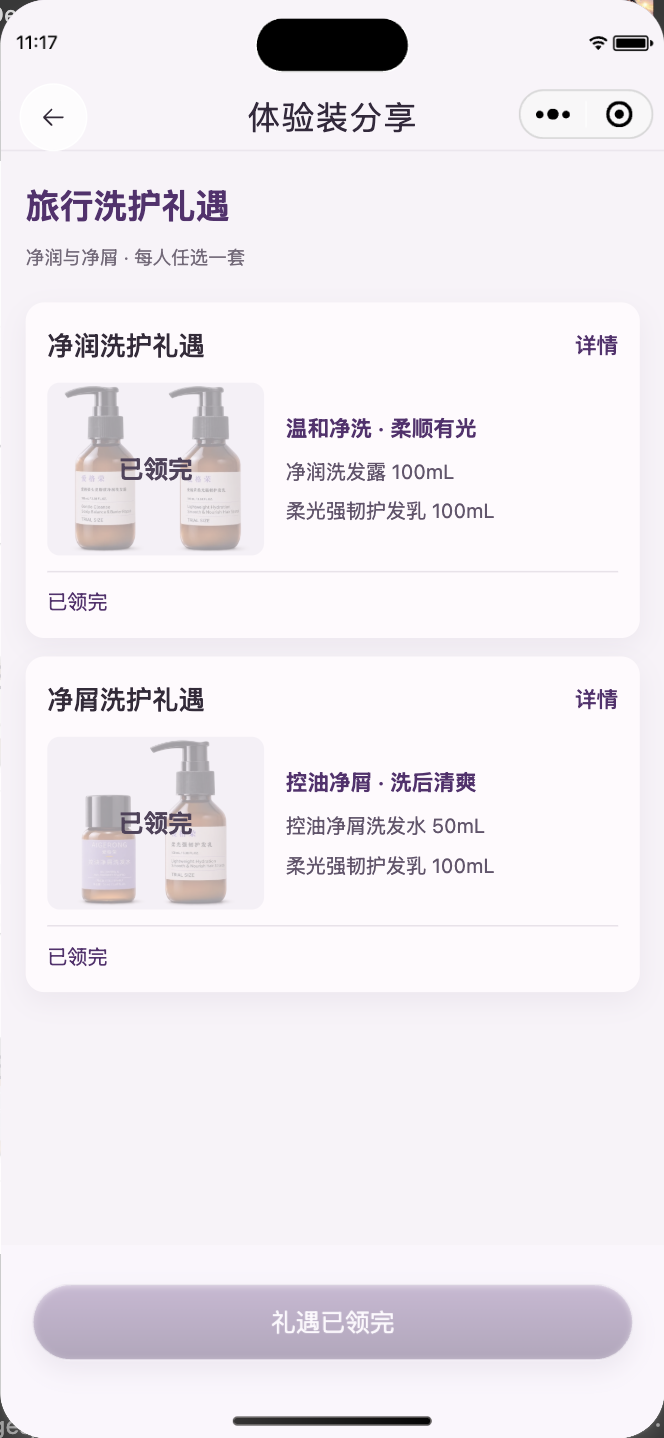 11:17
体验装分享
旅行洗护礼遇
净润与净屑 · 每人任选一套
净润洗护礼遇
详情
已领完
TRIAL SIZE
温和净洗 · 柔顺有光
净润洗发露 100mL
柔光强韧护发乳 100mL
已领完
净屑洗护礼遇
详情
已领完
TRIAL SIZE
控油净屑 · 洗后清爽
控油净屑洗发水 50mL
柔光强韧护发乳 100mL
已领完
礼遇已领完